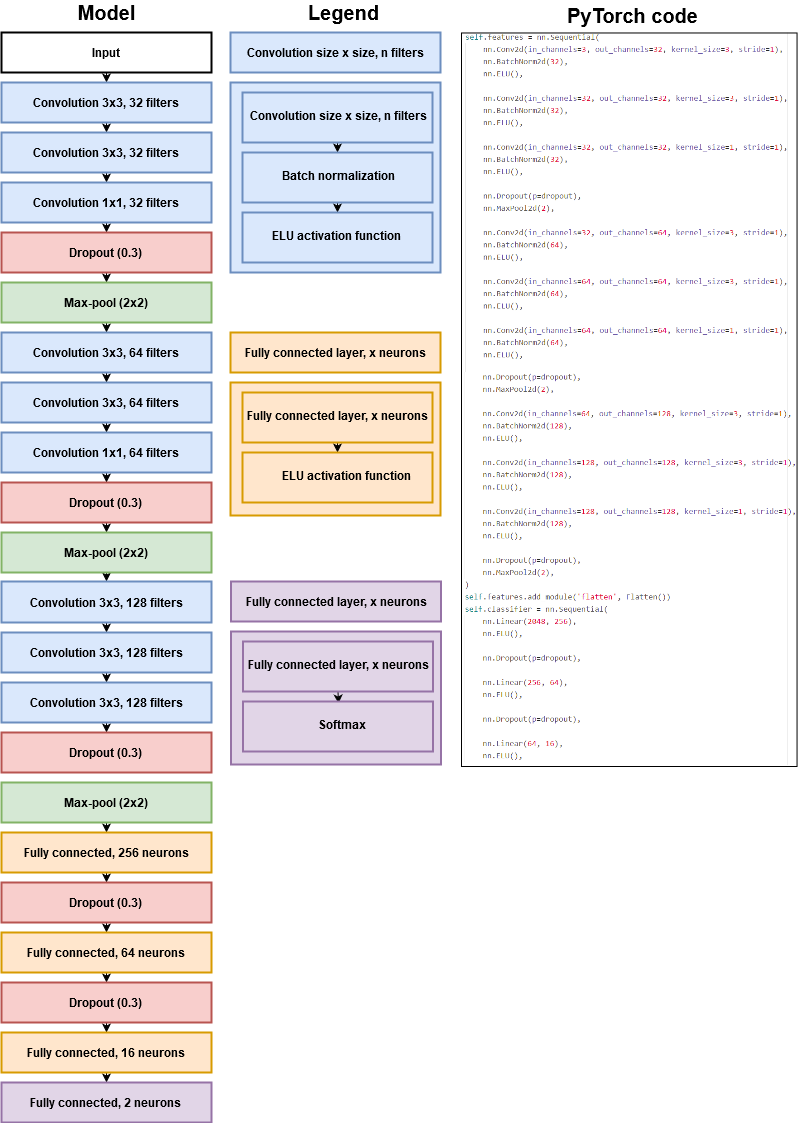 Model
Input
Convolution 3x3, 32 filters
Convolution 3x3, 32 filters
Convolution 1x1, 32 filters
Dropout (0.3)
Max-pool (2x2)
Convolution 3x3, 64 filters
Convolution 3x3, 64 filters
Convolution 1x1, 64 filters
Dropout (0.3)
Max-pool (2x2)
Convolution 3x3, 128 filters
Convolution 3x3, 128 filters
Convolution 3x3, 128 filters
Dropout (0.3)
Max-pool (2x2)
Fully connected, 256 neurons
Dropout (0.3)
Fully connected, 64 neurons
Dropout (0.3)
Fully connected, 16 neurons
Fully connected, 2 neurons
Legend
Convolution size x size, n filters
Convolution size x size, n filters
Batch normalization
ELU activation function
Fully connected layer, x neurons
Fully connected layer, x neurons
ELU activation function
Fully connected layer, x neurons
Fully connected layer, x neurons
Softmax
PyTorch code
self.features = nn.Sequential(
nn.Conv2d(in_channels=3, out_channels=32, kernel_size=3, stride=1),
nn.BatchNorm2d(32),
nn.ELU(),
nn.Conv2d(in_channels=32, out_channels=32, kernel_size=3, stride=1),
nn.BatchNorm2d(32),
nn.ELU(),
nn.Conv2d(in_channels=32, out_channels=32, kernel_size=1, stride=1),
nn.BatchNorm2d(32),
nn.ELU(),
nn.Dropout(p=dropout),
nn.MaxPool2d(2),
nn.Conv2d(in_channels=32, out_channels=64, kernel_size=3, stride=1),
nn.BatchNorm2d(64),
nn.ELU(),
nn.Conv2d(in_channels=64, out_channels=64, kernel_size=3, stride=1),
nn.BatchNorm2d(64),
nn.ELU(),
nn.Conv2d(in_channels=64, out_channels=64, kernel_size=1, stride=1),
nn.BatchNorm2d(64),
nn.ELU(),
nn.Dropout(p=dropout),
nn.MaxPool2d(2),
nn.Conv2d(in_channels=64, out_channels=128, kernel_size=3, stride=1),
nn.BatchNorm2d(128),
nn.ELU(),
nn.Conv2d(in_channels=128, out_channels=128, kernel_size=3, stride=1),
nn.BatchNorm2d(128),
nn.ELU(),
nn.Conv2d(in_channels=128, out_channels=128, kernel_size=1, stride=1),
nn.BatchNorm2d(128),
nn.ELU(),
nn.Dropout(p=dropout),
nn.MaxPool2d(2),
)
self.features.add_module('flatten', Flatten())
self.classifier = nn.Sequential(
nn.Linear(2048, 256),
nn.ELU(),
nn.Dropout(p=dropout),
nn.Linear(256, 64),
nn.ELU(),
nn.Dropout(p=dropout),
nn.Linear(64, 16),
nn.ELU(),